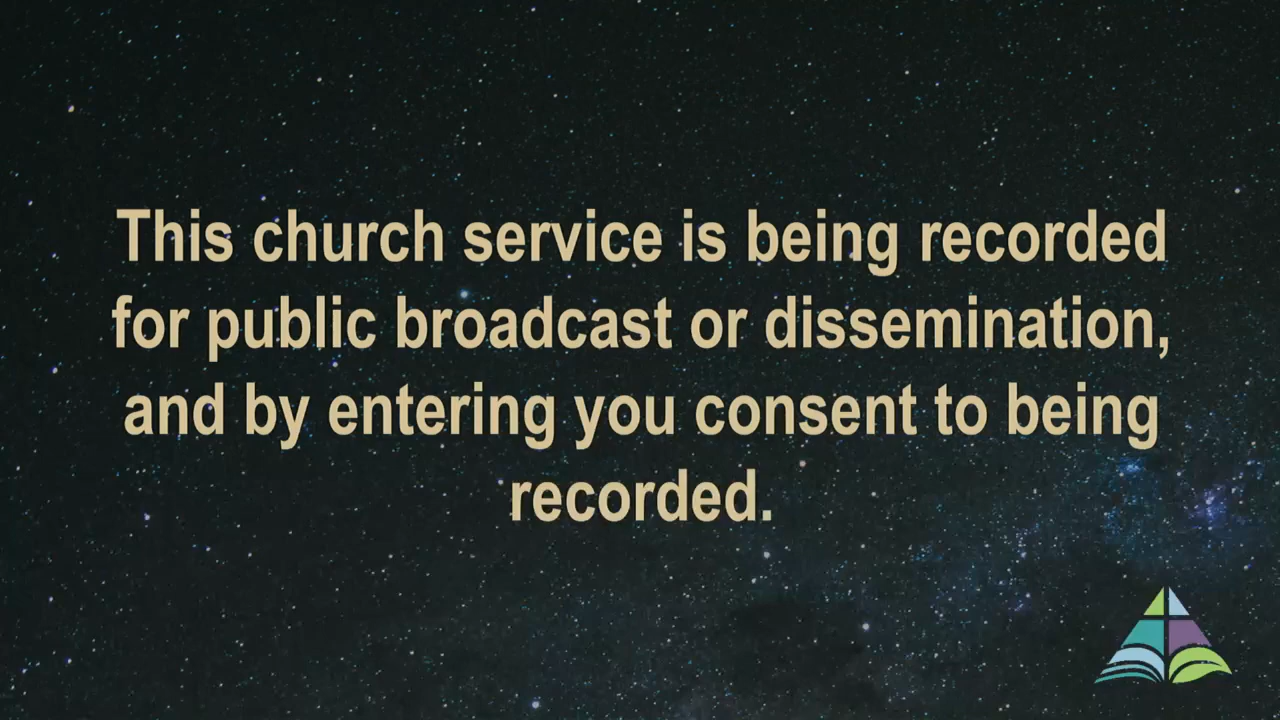 This church service is being recorded
for public broadcast or dissemination,
and by entering you consent to being
recorded.